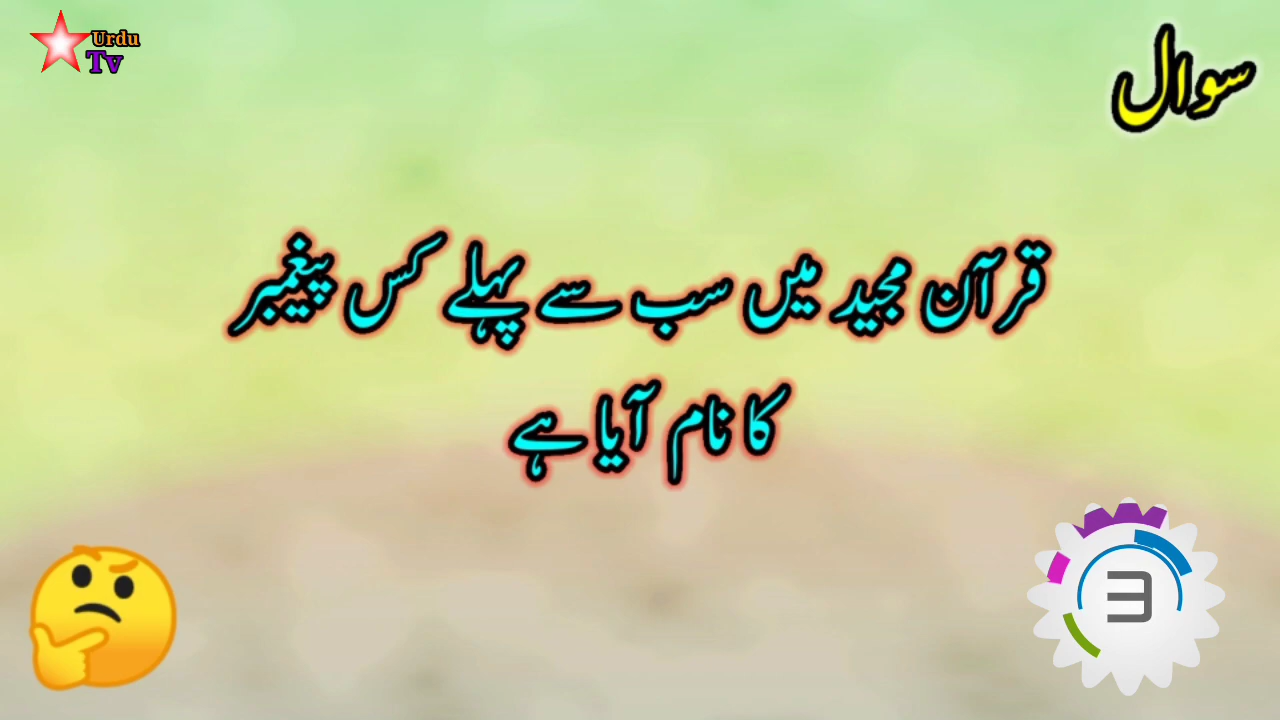 Urdu
Tv
سوال
قرآن مجید میں سب سے پہلے کس پیغمبر
کا نام آیا ہے
3